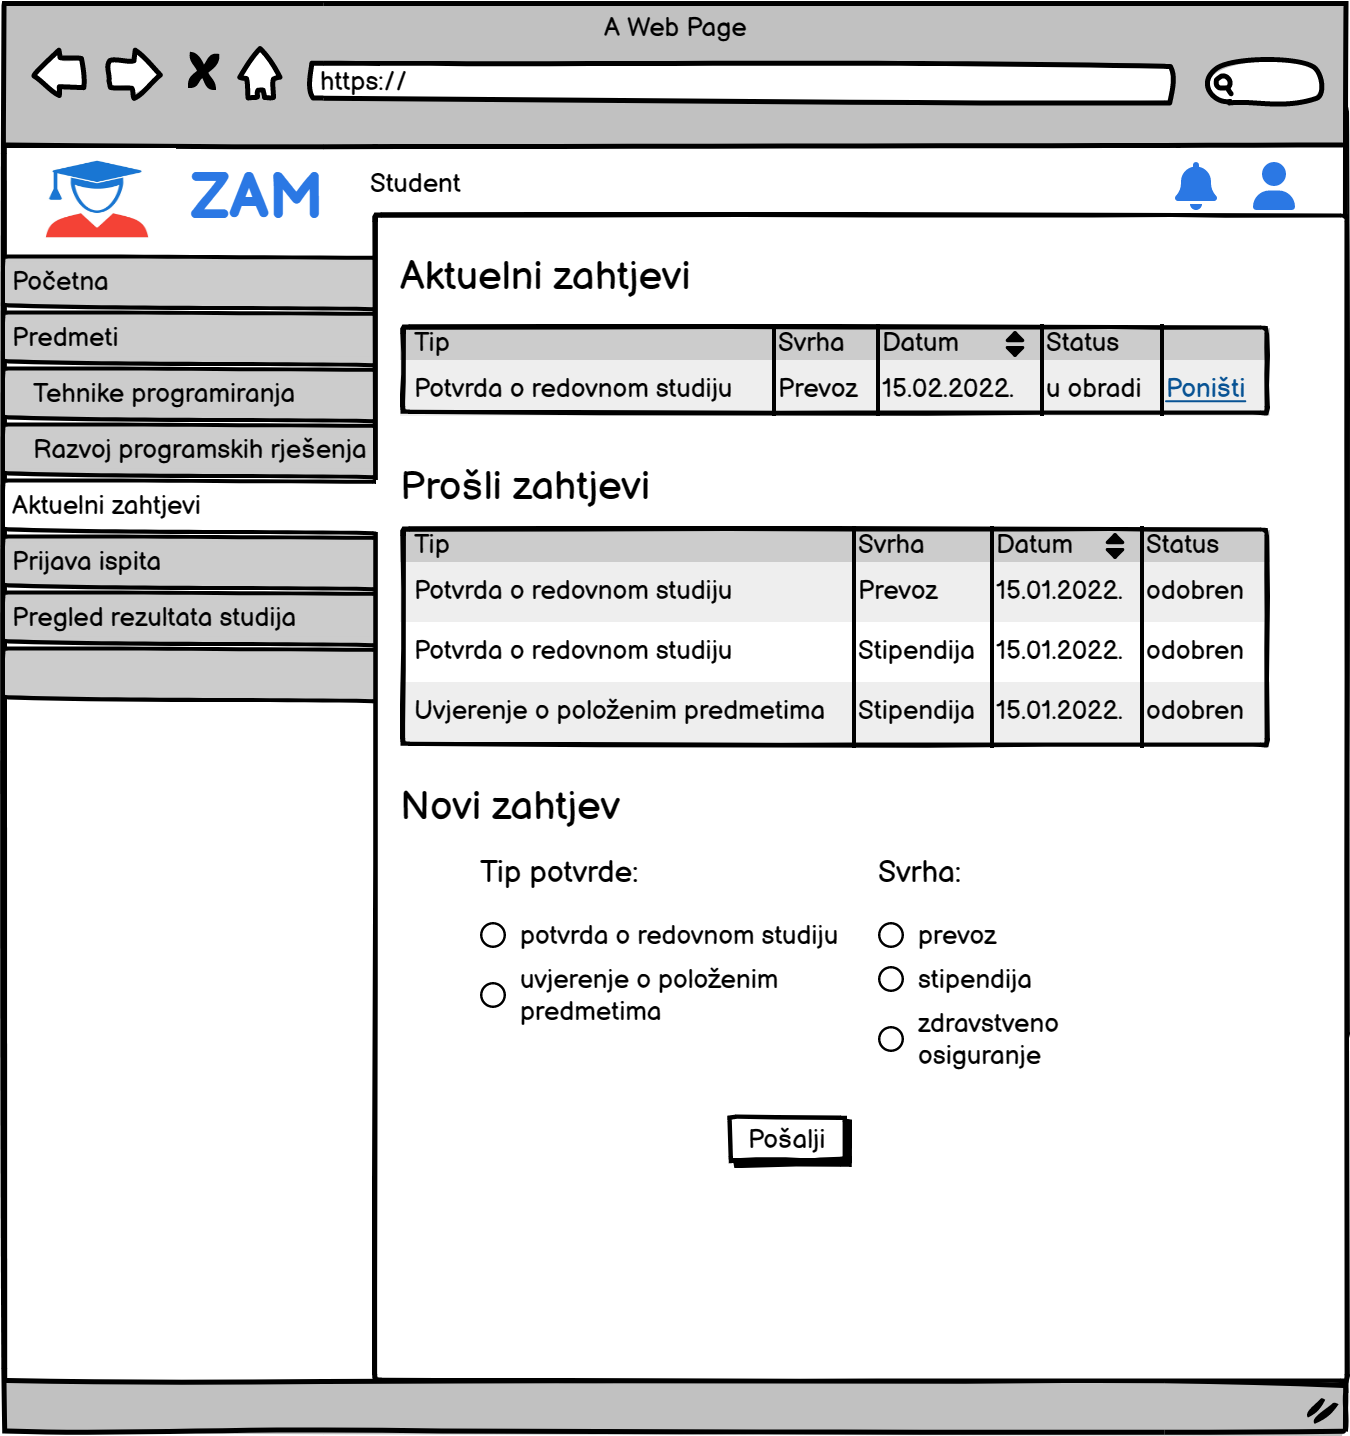 A Web Page
https://
ZAM
Student
Početna
Predmeti
Tehnike programiranja
Razvoj programskih rješenja
Aktuelni zahtjevi
Prijava ispita
Pregled rezultata studija
Aktuelni zahtjevi
Tip Svrha Datum Status
Potvrda o redovnom studiju Prevoz 15.02.2022. u obradi Poništi
Prošli zahtjevi
Tip Svrha Datum Status
Potvrda o redovnom studiju Prevoz 15.01.2022. odobren
Potvrda o redovnom studiju Stipendija 15.01.2022. odobren
Uvjerenje o položenim predmetima Stipendija 15.01.2022. odobren
Novi zahtjev
Tip potvrde:
potvrda o redovnom studiju
uvjerenje o položenim
predmetima
Svrha:
prevoz
stipendija
zdravstveno
osiguranje
Pošalji